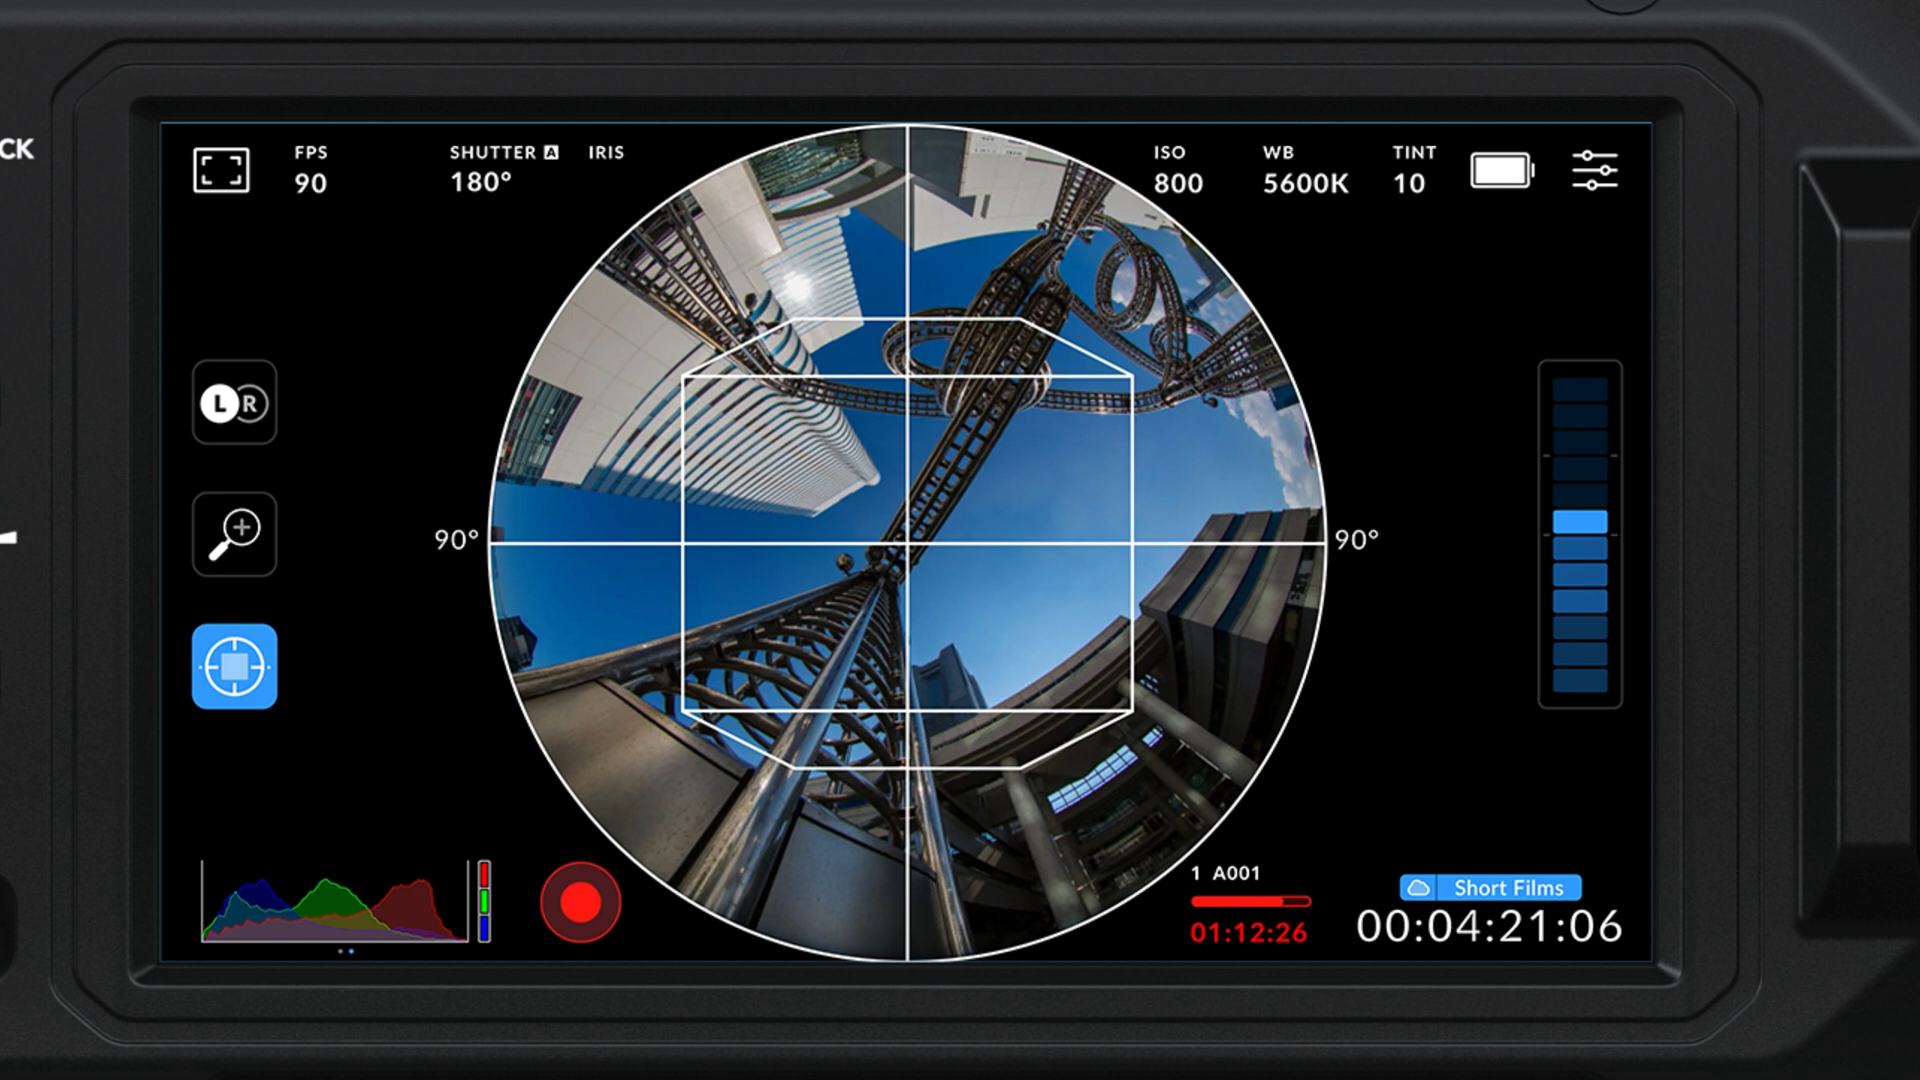 CK
FPS
90
SHUTTER A
180°
IRIS
ISO
800
WB
5600K
TINT
10
L R
90°
90°
1 A001
01:12:26
Short Films
00:04:21:06